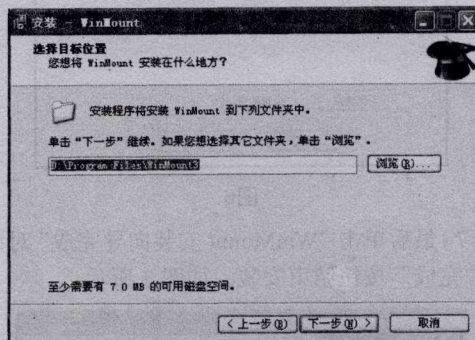 安装 - WinMount
选择目标位置
您想将 WinMount 安装在什么地方？
安装程序将安装 WinMount 到下列文件夹中。
单击“下一步”继续。如果您想选择其它文件夹，单击“浏览”。
:\Program Files\WinMount3
浏览(R)...
至少需要有 7.0 MB 的可用磁盘空间。
< 上一步(B)
下一步(N) >
取消